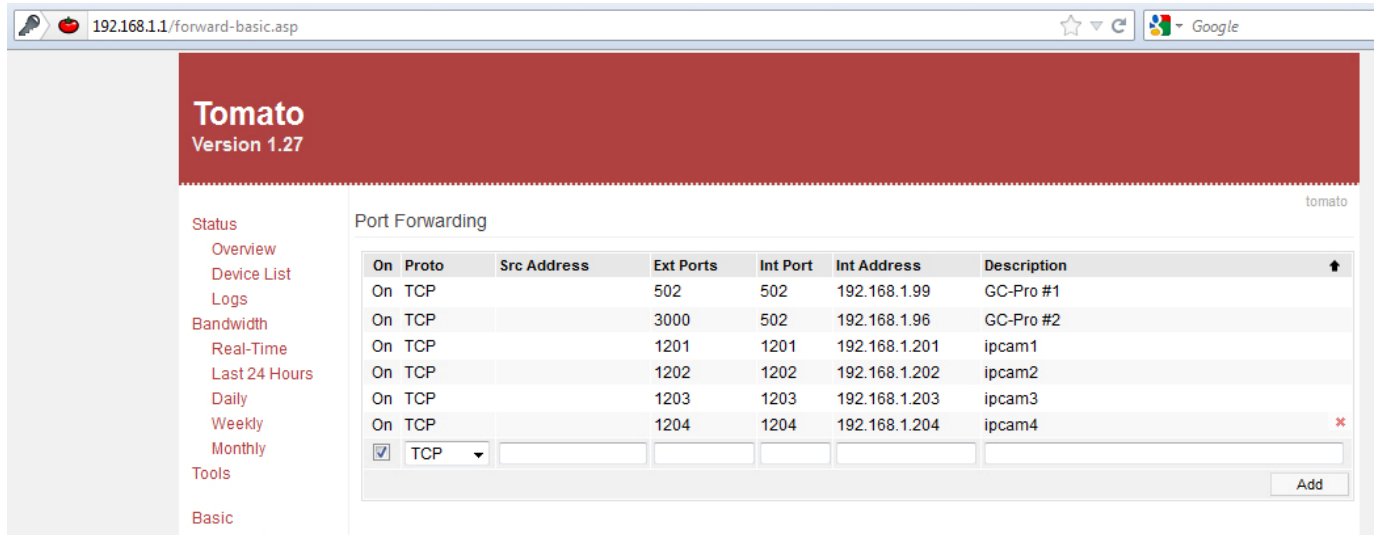 192.168.1.1/forward-basic.asp Google
Tomato
Version 1.27
tomato
Status
Overview
Device List
Logs
Bandwidth
Real-Time
Last 24 Hours
Daily
Weekly
Monthly
Tools
Basic
Port Forwarding
On Proto Src Address Ext Ports Int Port Int Address Description
On TCP 502 502 192.168.1.99 GC-Pro #1
On TCP 3000 502 192.168.1.96 GC-Pro #2
On TCP 1201 1201 192.168.1.201 ipcam1
On TCP 1202 1202 192.168.1.202 ipcam2
On TCP 1203 1203 192.168.1.203 ipcam3
On TCP 1204 1204 192.168.1.204 ipcam4
TCP
Add